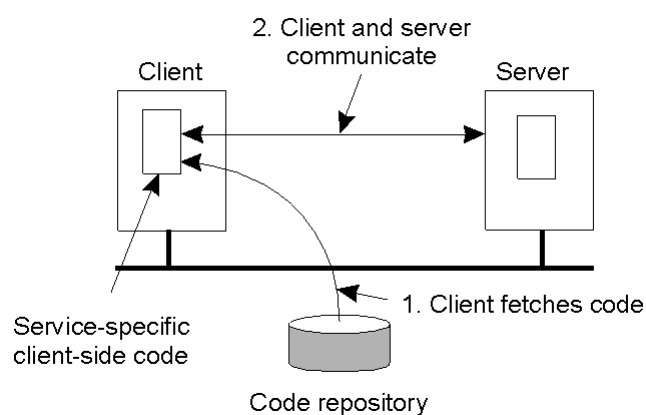 2. Client and server
communicate
Client
Server
1. Client fetches code
Service-specific
client-side code
Code repository